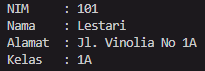 NIM    : 101
Nama   : Lestari
Alamat : Jl. Vinolia No 1A
Kelas  : 1A